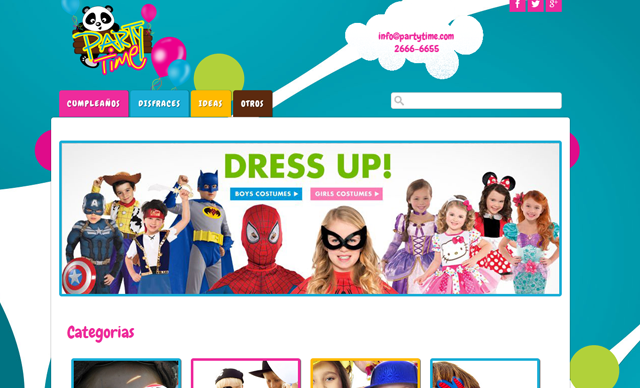 PARTY
TIME!
info@partytime.com
2666-6655
CUMPLEAÑOS
DISFRACES
IDEAS
OTROS
DRESS UP!
BOYS COSTUMES
GIRLS COSTUMES
Categorias